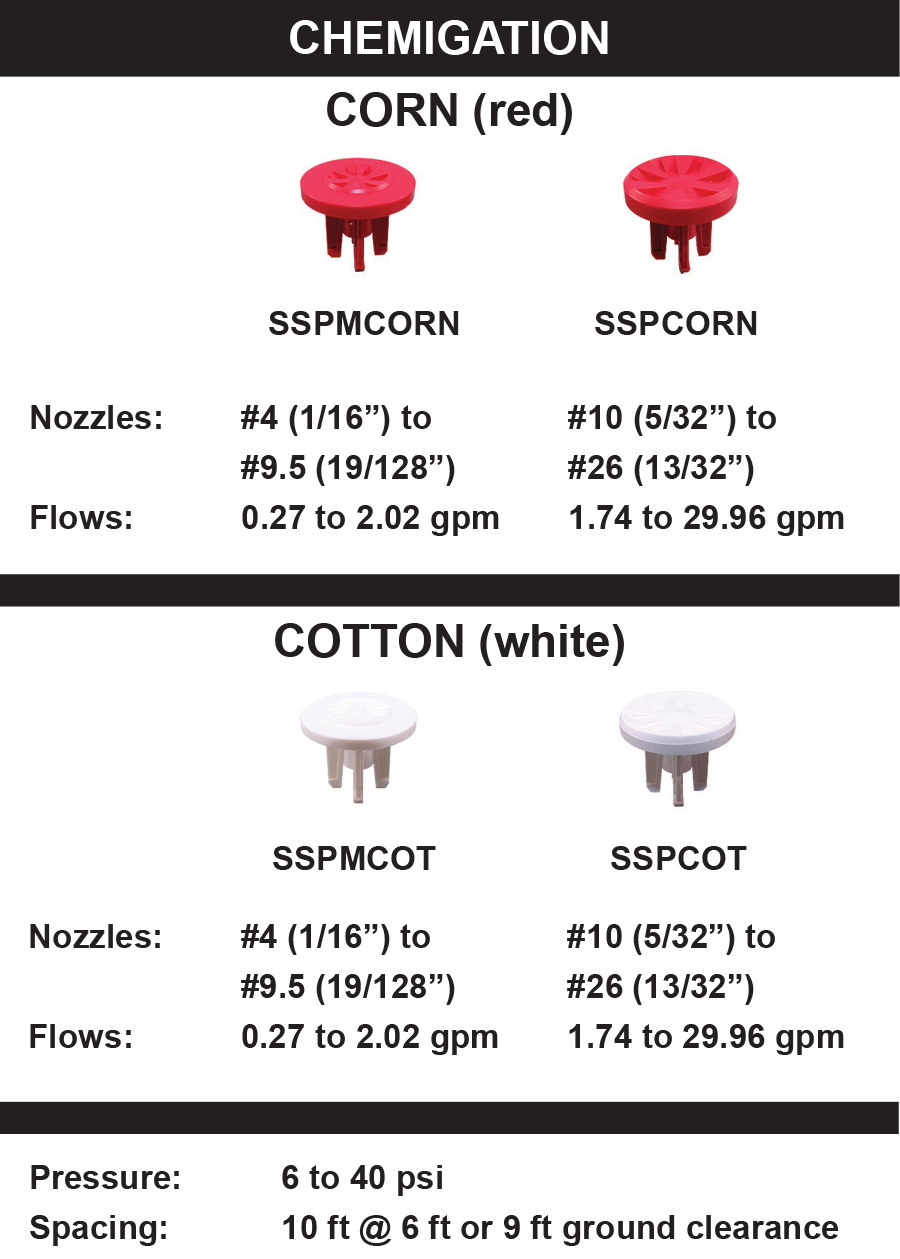 CHEMIGATION
CORN (red)
SSPMCORN SSPCORN
Nozzles: #4 (1/16”) to #10 (5/32”) to
#9.5 (19/128”) #26 (13/32”)
Flows: 0.27 to 2.02 gpm 1.74 to 29.96 gpm
COTTON (white)
SSPMCOT SSPCOT
Nozzles: #4 (1/16”) to #10 (5/32”) to
#9.5 (19/128”) #26 (13/32”)
Flows: 0.27 to 2.02 gpm 1.74 to 29.96 gpm
Pressure: 6 to 40 psi
Spacing: 10 ft @ 6 ft or 9 ft ground clearance